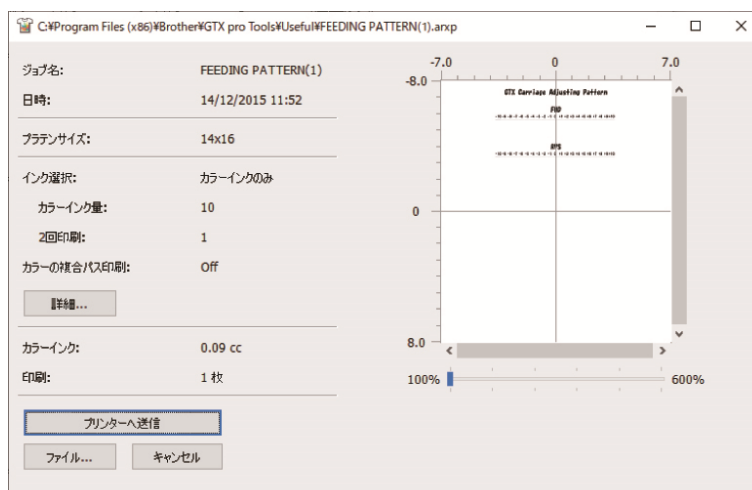 C:¥Program Files (x86)¥Brother¥GTX pro Tools¥Useful¥FEEDING PATTERN(1).arxp
ジョブ名: FEEDING PATTERN(1)
日時: 14/12/2015 11:52
プラテンサイズ: 14x16
インク選択: カラーインクのみ
カラーインク量: 10
2回印刷: 1
カラーの複合パス印刷: Off
詳細...
カラーインク: 0.09 cc
印刷: 1 枚
プリンターへ送信
ファイル... キャンセル
-7.0 0 7.0
-8.0
GTX Carriage Adjusting Pattern
FWD
0
8.0
100% 600%